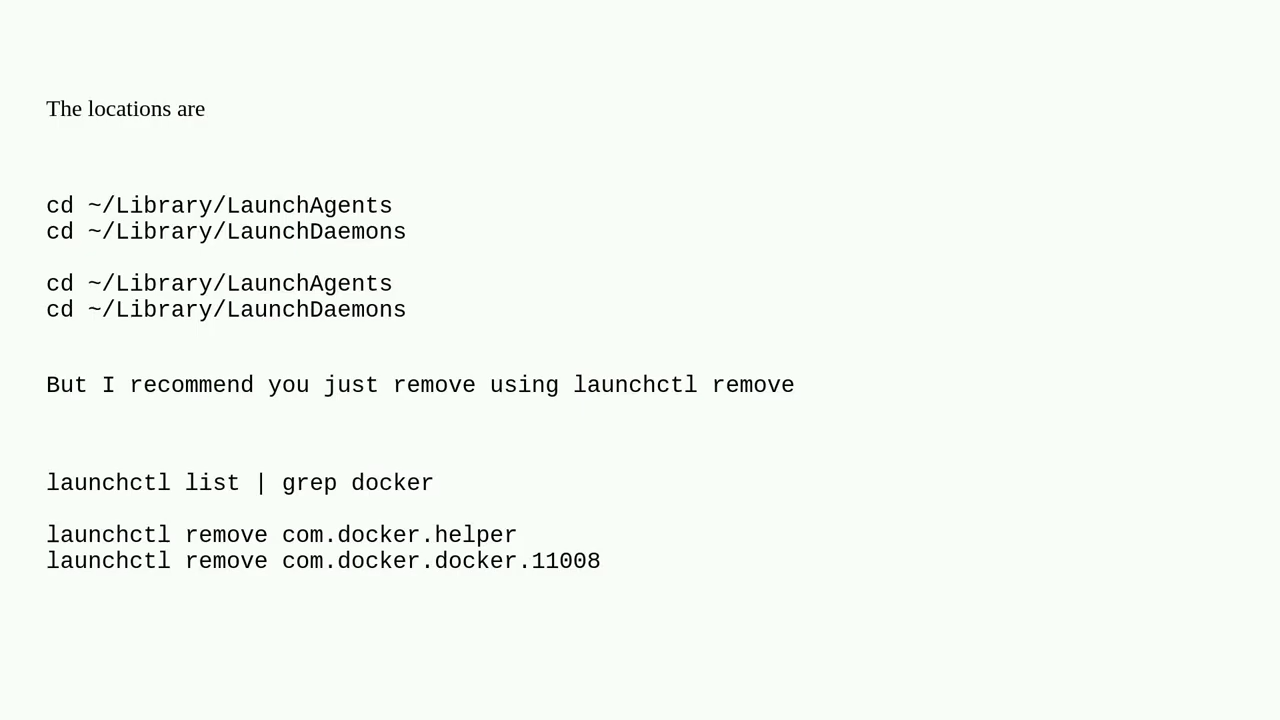 The locations are
cd ~/Library/LaunchAgents
cd ~/Library/LaunchDaemons
cd ~/Library/LaunchAgents
cd ~/Library/LaunchDaemons
But I recommend you just remove using launchctl remove
launchctl list | grep docker
launchctl remove com.docker.helper
launchctl remove com.docker.docker.11008